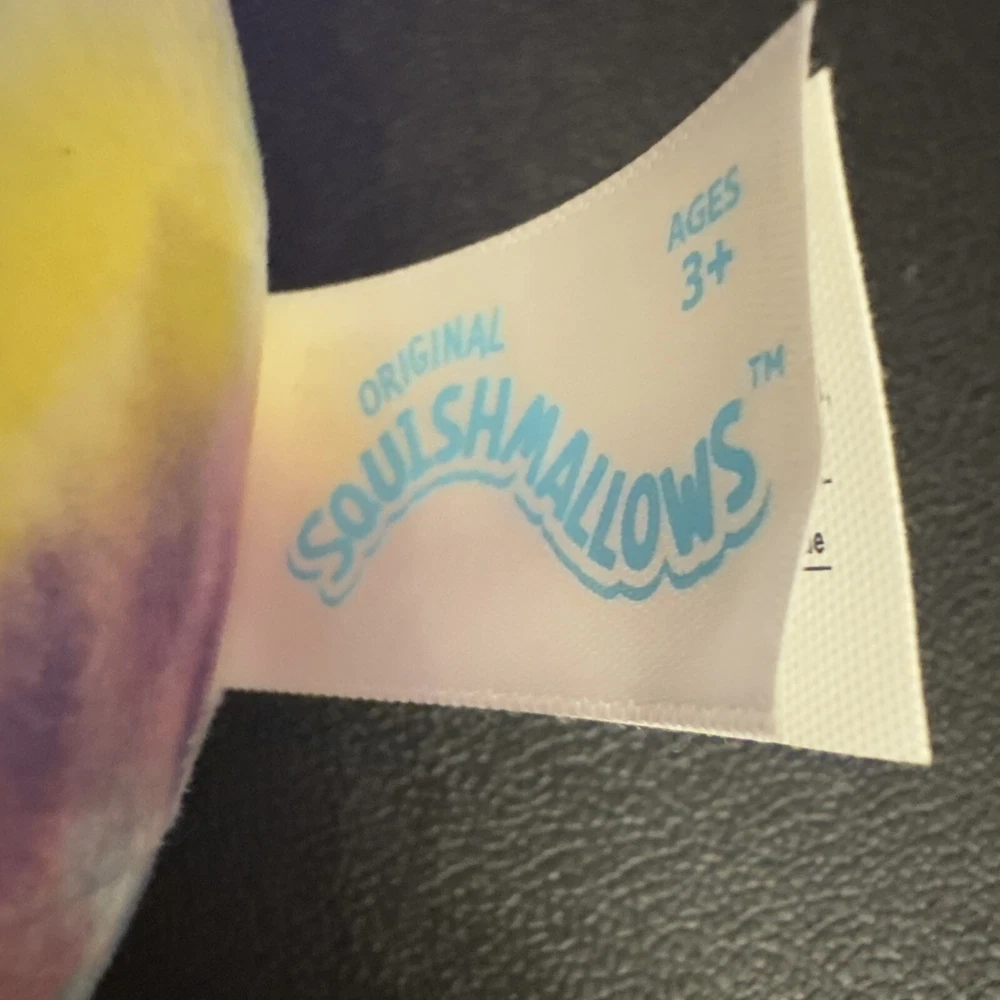 AGES
3+
ORIGINAL
SQUISHMALLOWS™